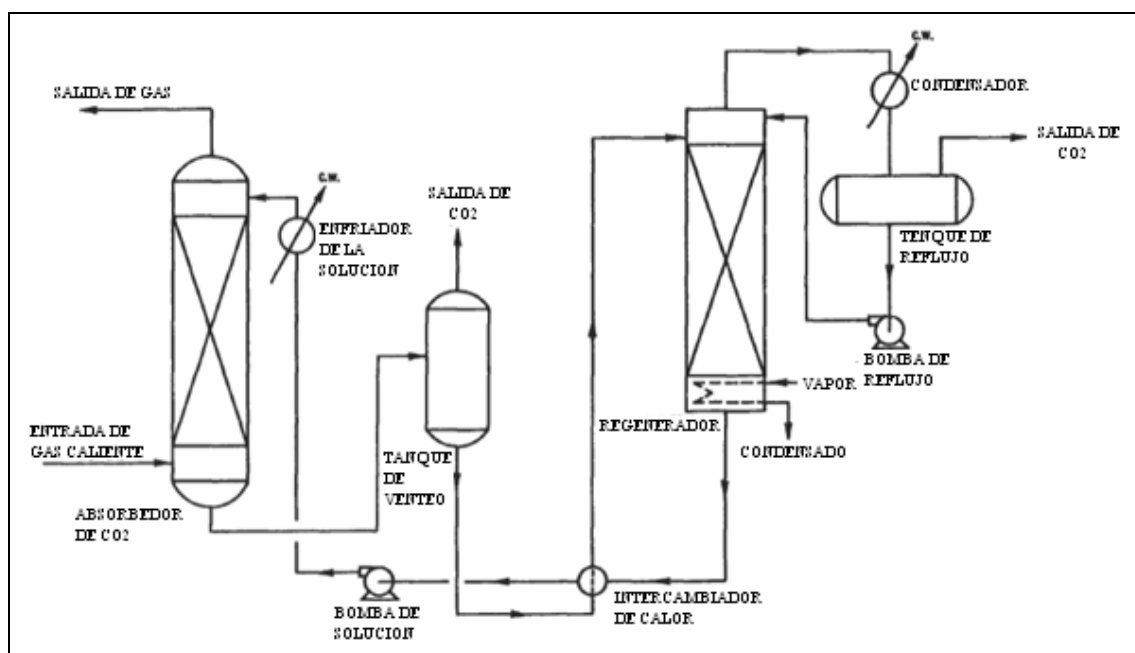 SALIDA DE GAS
C.W.
ENFRIADOR
DE LA
SOLUCION
SALIDA DE
CO2
C.W.
CONDENSADOR
SALIDA DE
CO2
TENQUE DE
REFLUJO
BOMBA DE
REFLUJO
VAPOR
REGENERADOR
CONDENSADO
ENTRADA DE
GAS CALIENTE
TANQUE
DE
VENTEO
ABSORBEDOR
DE CO2
BOMBA DE
SOLUCION
INTERCAMBIADOR
DE CALOR